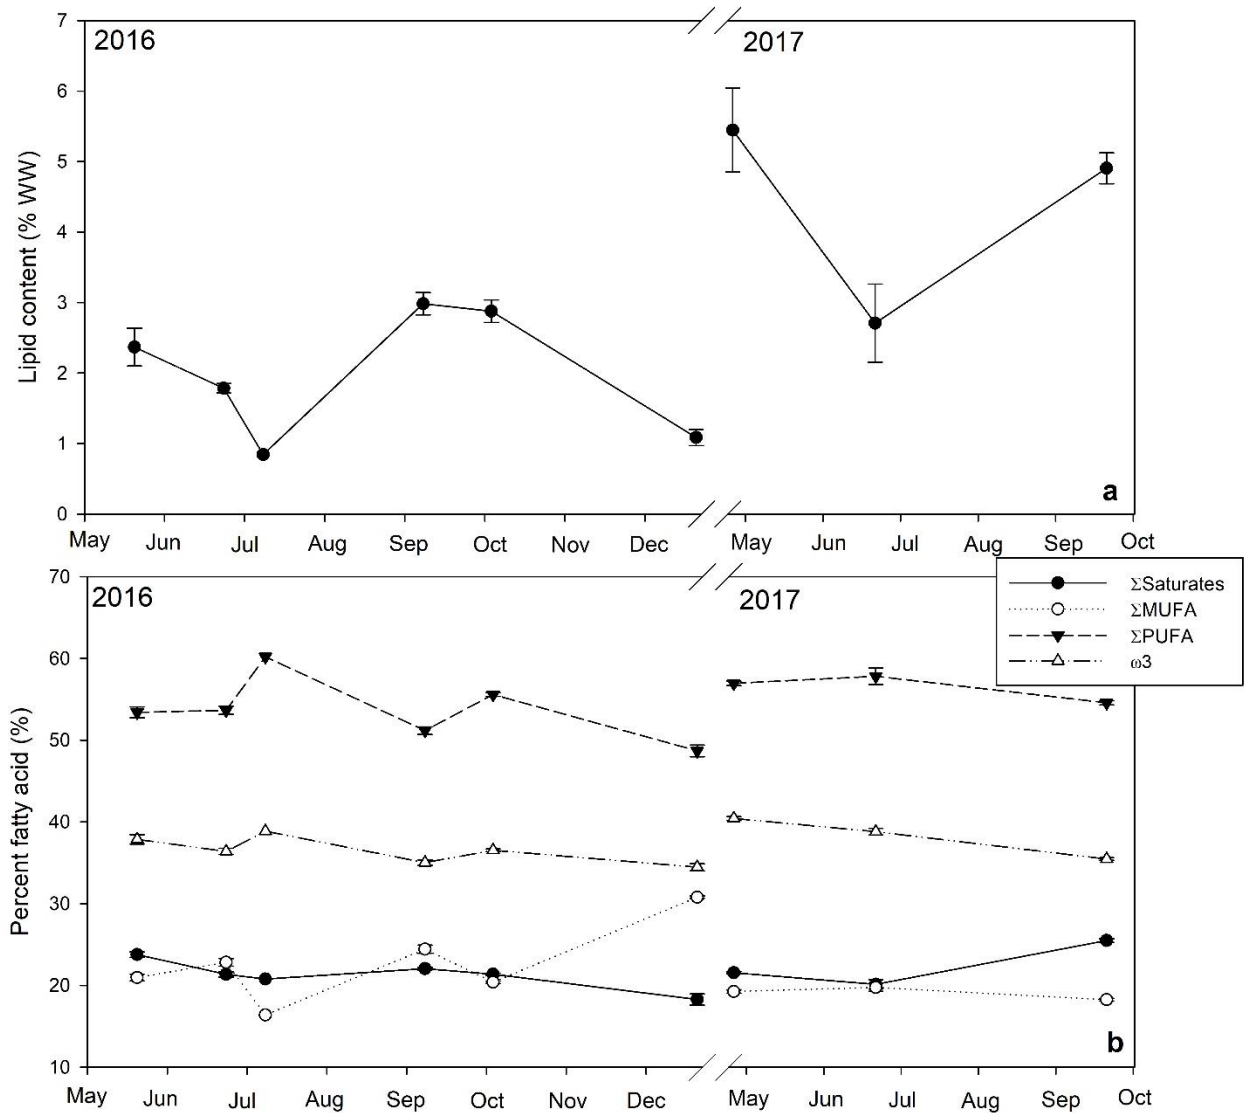 7
6
5
4
3
2
1
0
Lipid content (% WW)
2016
2017
a
May Jun Jul Aug Sep Oct Nov Dec May Jun Jul Aug Sep Oct
70
60
50
40
30
20
10
Percent fatty acid (%)
2016
2017
ΣSaturates
ΣMUFA
ΣPUFA
ω3
b
May Jun Jul Aug Sep Oct Nov Dec May Jun Jul Aug Sep Oct